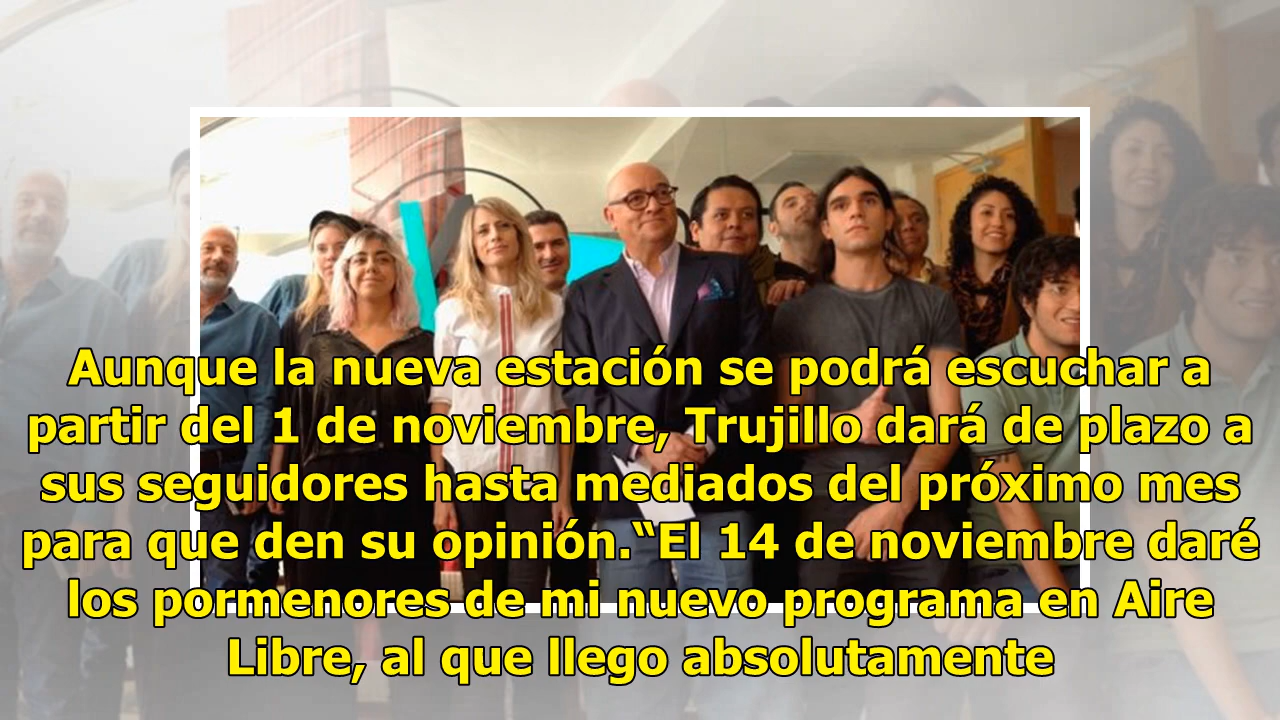 Aunque la nueva estación se podrá escuchar a
partir del 1 de noviembre, Trujillo dará de plazo a
sus seguidores hasta mediados del próximo mes
para que den su opinión.“El 14 de noviembre daré
los pormenores de mi nuevo programa en Aire
Libre, al que llego absolutamente